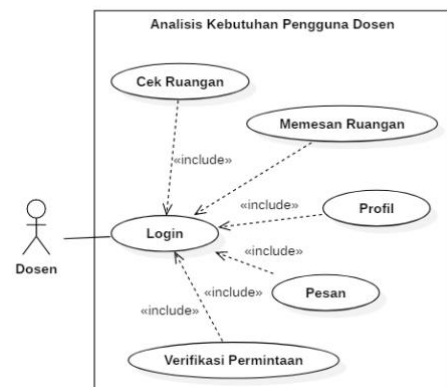 Analisis Kebutuhan Pengguna Dosen
Cek Ruangan
Memesan Ruangan
«include»
«include»
Profil
Login
Dosen
«include»
Pesan
«include»
«include»
Verifikasi Permintaan